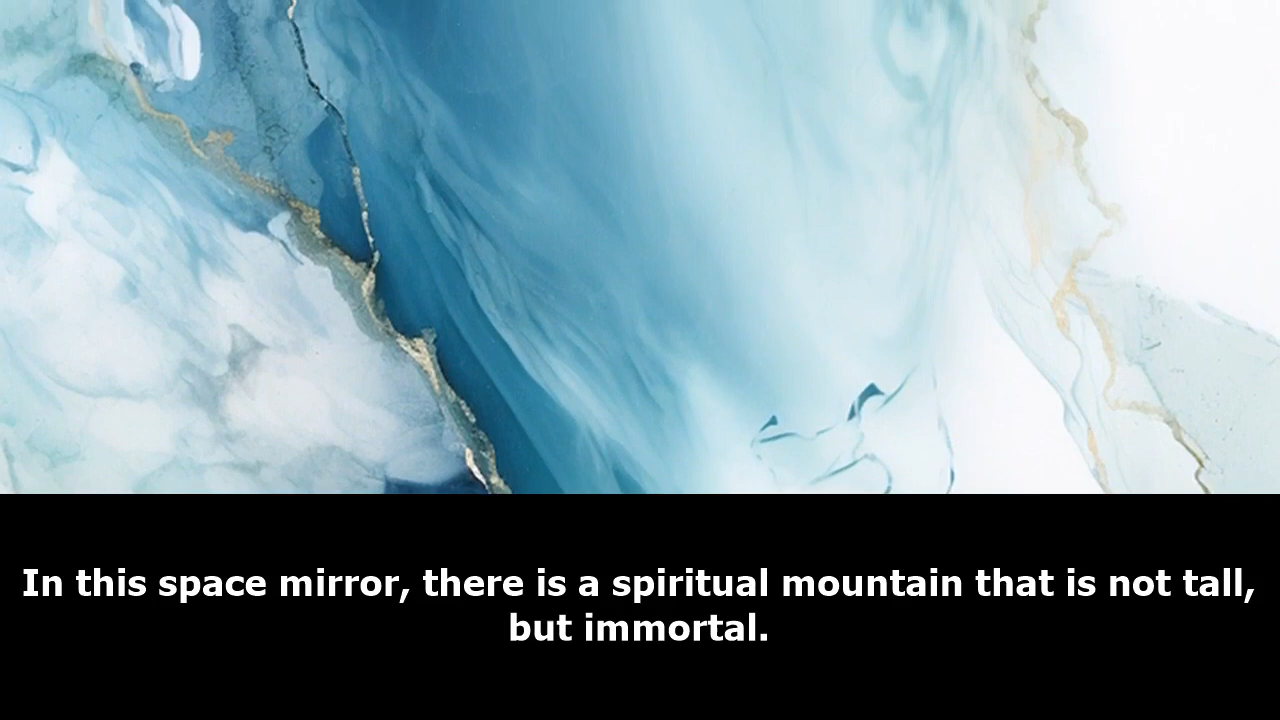 In this space mirror, there is a spiritual mountain that is not tall,
but immortal.